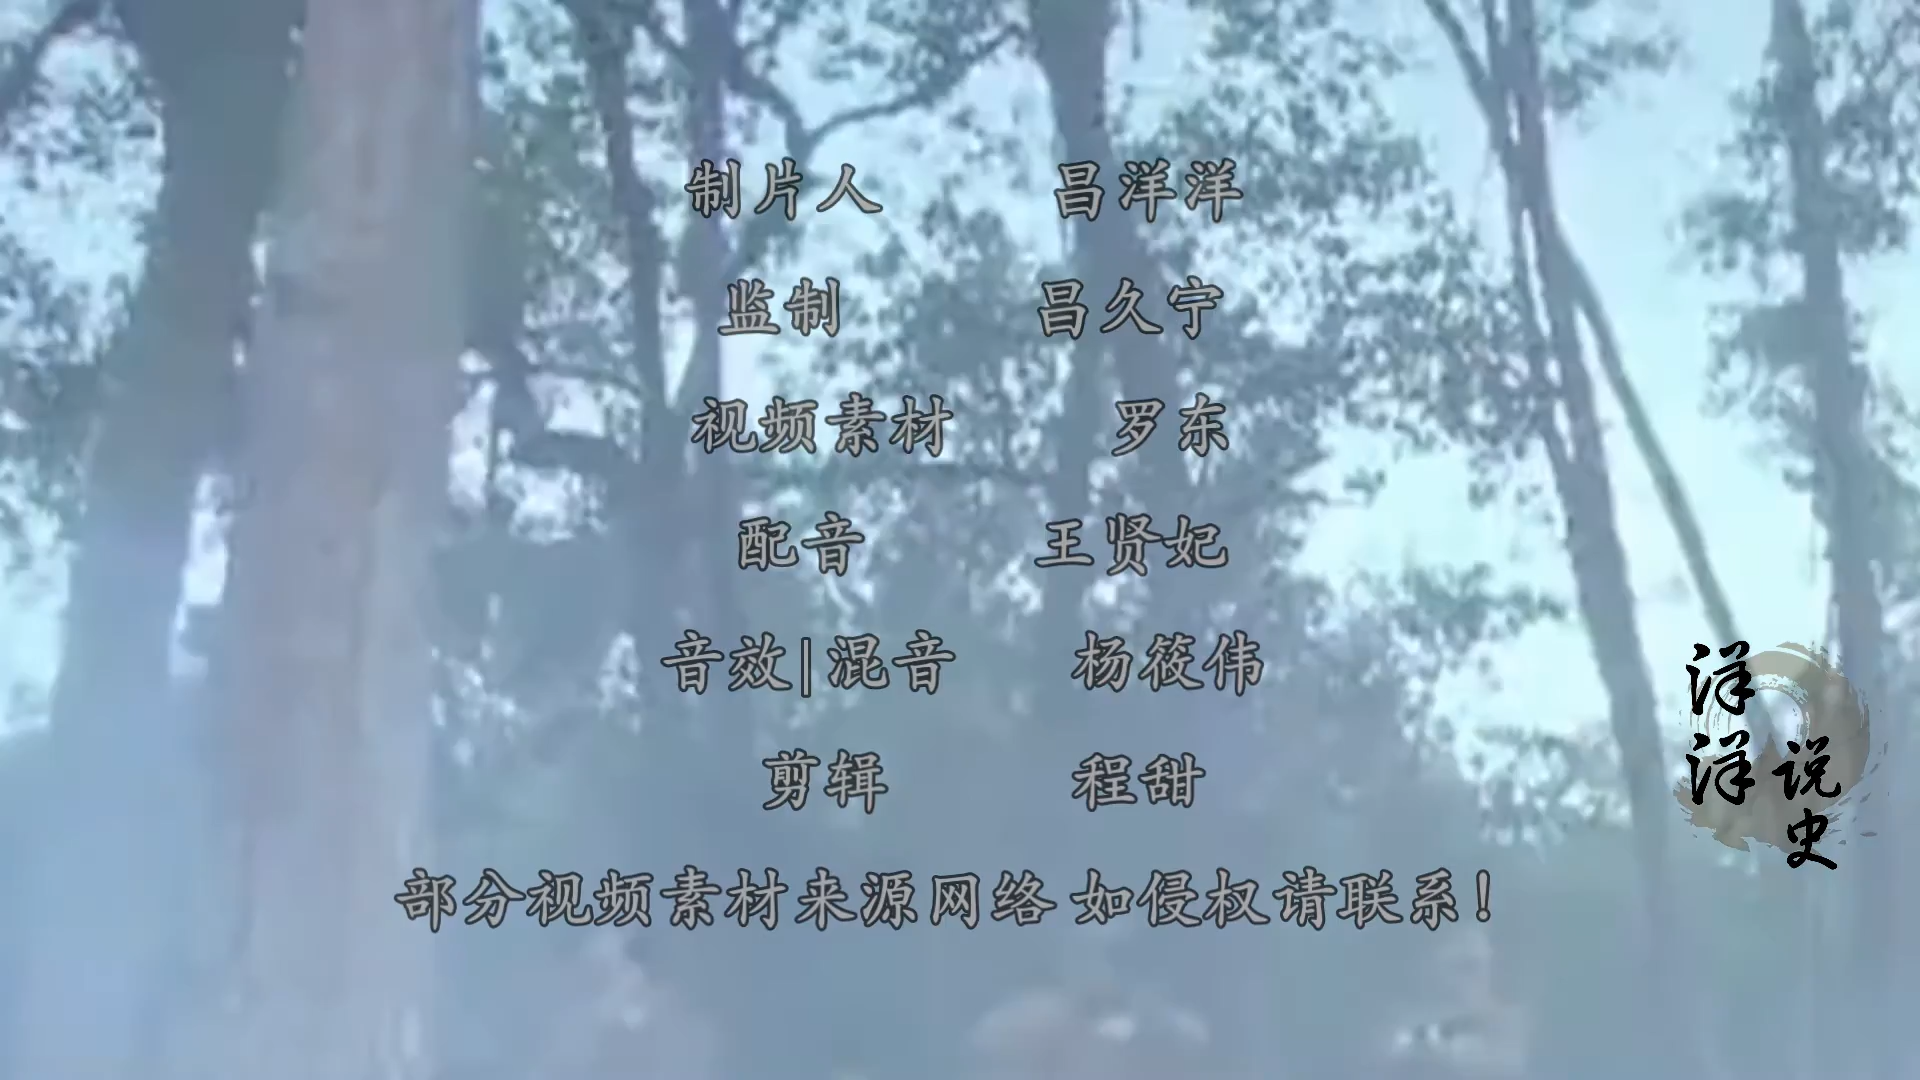 制片人 昌洋洋
监制 昌久宁
视频素材 罗东
配音 王贤妃
音效|混音 杨筱伟
剪辑 程甜
部分视频素材来源网络 如侵权请联系！
洋洋
说史